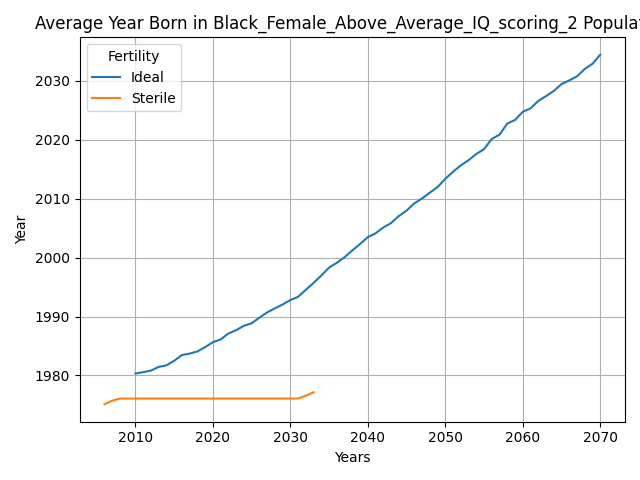 Average Year Born in Black_Female_Above_Average_IQ_scoring_2 Populat
Fertility
Ideal
Sterile
Year
2030
2020
2010
2000
1990
1980
2010 2020 2030 2040 2050 2060 2070
Years